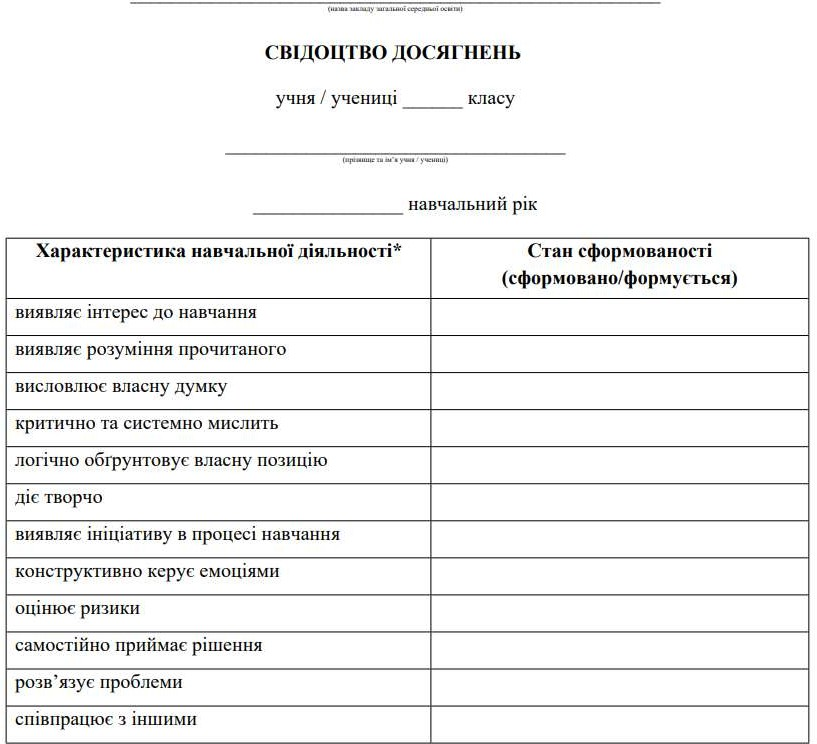 (назва закладу загальної середньої освіти)
СВІДОЦТВО ДОСЯГНЕНЬ
учня / учениці ______ класу
(прізвище та ім’я учня / учениці)
_______________ навчальний рік
Характеристика навчальної діяльності*
Стан сформованості
(сформовано/формується)
виявляє інтерес до навчання
виявляє розуміння прочитаного
висловлює власну думку
критично та системно мислить
логічно обґрунтовує власну позицію
діє творчо
виявляє ініціативу в процесі навчання
конструктивно керує емоціями
оцінює ризики
самостійно приймає рішення
розв’язує проблеми
співпрацює з іншими